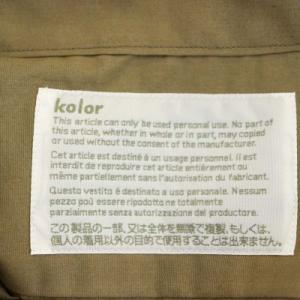 kolor
This article can only be used personal use. No part of
this article, whether in whole or in part, may copied
or used without the consent of the manufacturer.
Cet article est destiné à un usage personnel. Il est
interdit de reproduire cet article entièrement ou
même partiellement sans l'autorisation du fabricant.
Questo vestito é destinato a uso personale. Nessun
pezzo può essere ripodotto ne totalmente
parzialmente senza autorizzazione del productore.
この製品の一部、又は全体を複製、もしくは、
個人の着用以外の目的で使用することは出来ません。